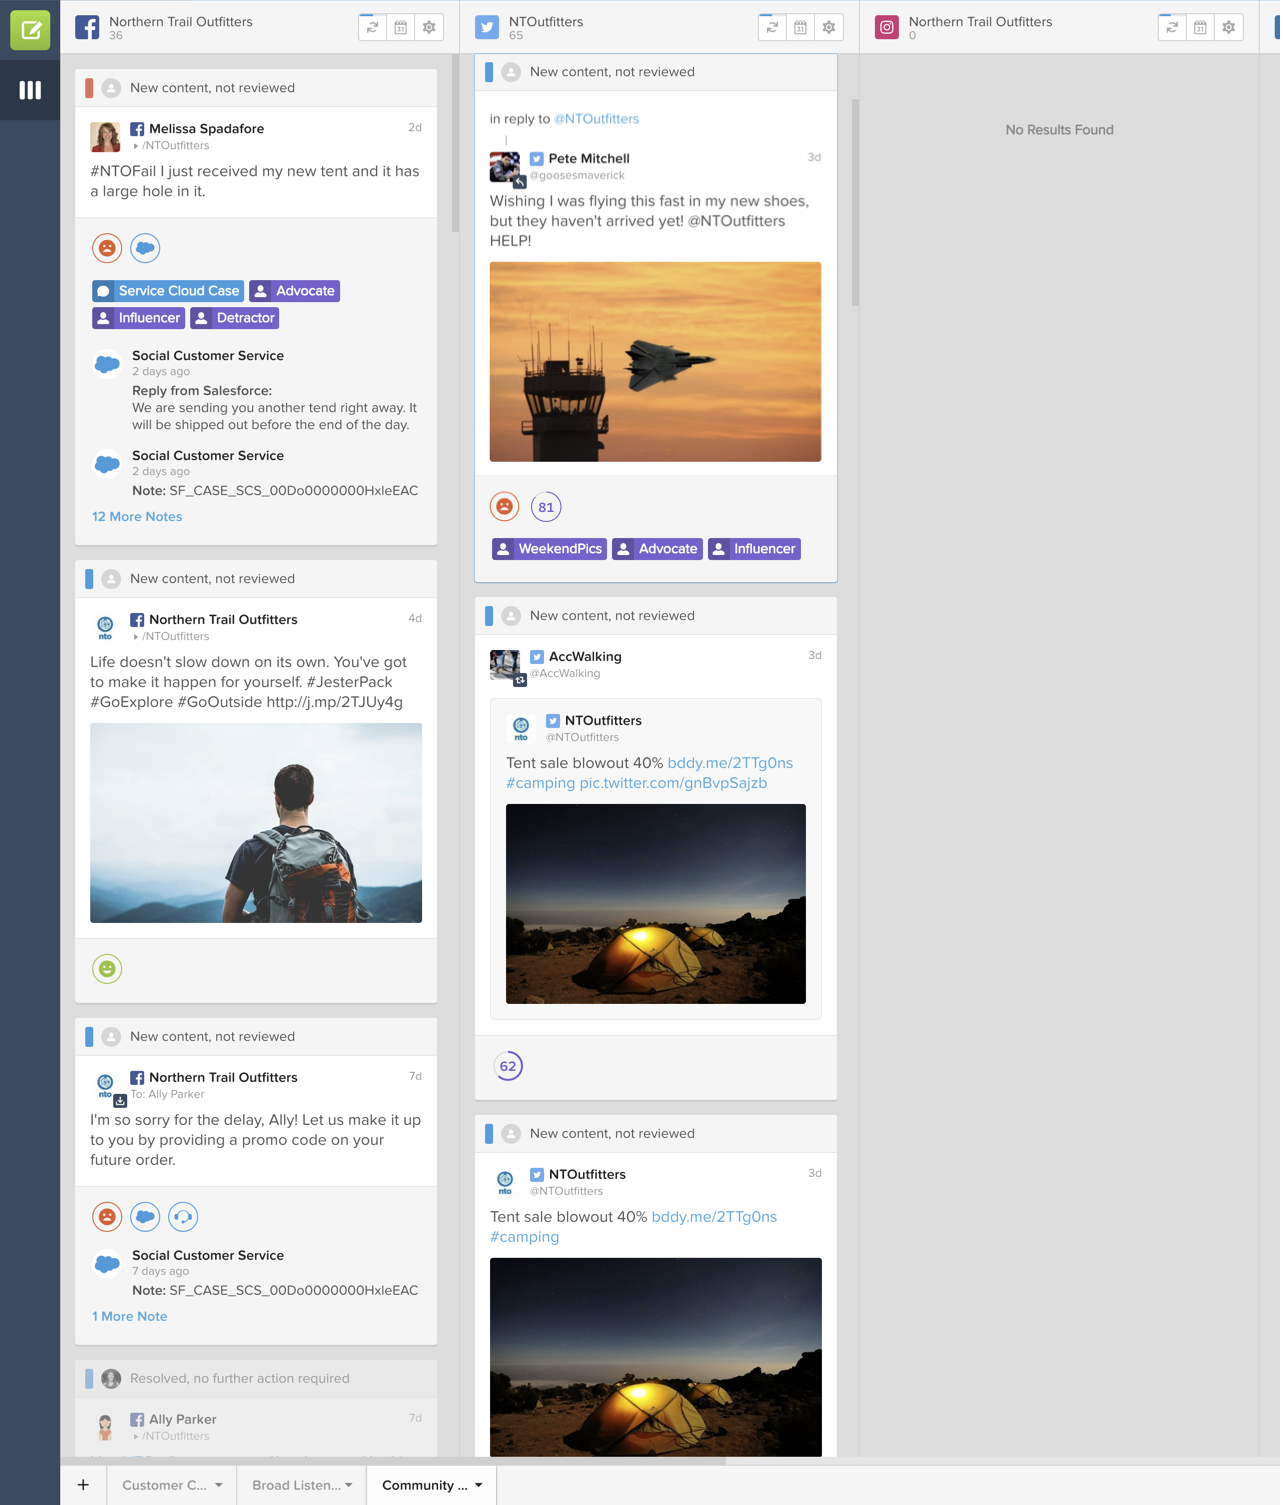 Northern Trail Outfitters
36
31
New content, not reviewed
Melissa Spadafore
2d
/NTOutfitters
#NTOFail I just received my new tent and it has
a large hole in it.
Service Cloud Case
Advocate
Influencer
Detractor
Social Customer Service
2 days ago
Reply from Salesforce:
We are sending you another tend right away. It
will be shipped out before the end of the day.
Social Customer Service
2 days ago
Note: SF_CASE_SCS_00Do0000000HxleEAC
12 More Notes
New content, not reviewed
nto
Northern Trail Outfitters
4d
/NTOutfitters
Life doesn't slow down on its own. You've got
to make it happen for yourself. #JesterPack
#GoExplore #GoOutside http://j.mp/2TJUy4g
New content, not reviewed
nto
Northern Trail Outfitters
7d
To: Ally Parker
I'm so sorry for the delay, Ally! Let us make it up
to you by providing a promo code on your
future order.
Social Customer Service
7 days ago
Note: SF_CASE_SCS_00Do0000000HxleEAC
1 More Note
Resolved, no further action required
Ally Parker
7d
/NTOutfitters
NTOutfitters
65
31
New content, not reviewed
in reply to @NTOutfitters
Pete Mitchell
3d
@goosesmaverick
Wishing I was flying this fast in my new shoes,
but they haven't arrived yet! @NTOutfitters
HELP!
81
WeekendPics
Advocate
Influencer
New content, not reviewed
AccWalking
3d
@AccWalking
nto
NTOutfitters
@NTOutfitters
Tent sale blowout 40% bddy.me/2TTg0ns
#camping pic.twitter.com/gnBvpSajzb
62
New content, not reviewed
nto
NTOutfitters
3d
@NTOutfitters
Tent sale blowout 40% bddy.me/2TTg0ns
#camping
Northern Trail Outfitters
0
31
No Results Found
+
Customer C...
Broad Listen...
Community ...